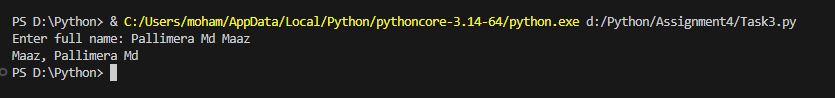 PS D:\Python> & C:/Users/moham/AppData/Local/Python/pythoncore-3.14-64/python.exe d:/Python/Assignment4/Task3.py
Enter full name: Pallimera Md Maaz
Maaz, Pallimera Md
PS D:\Python>